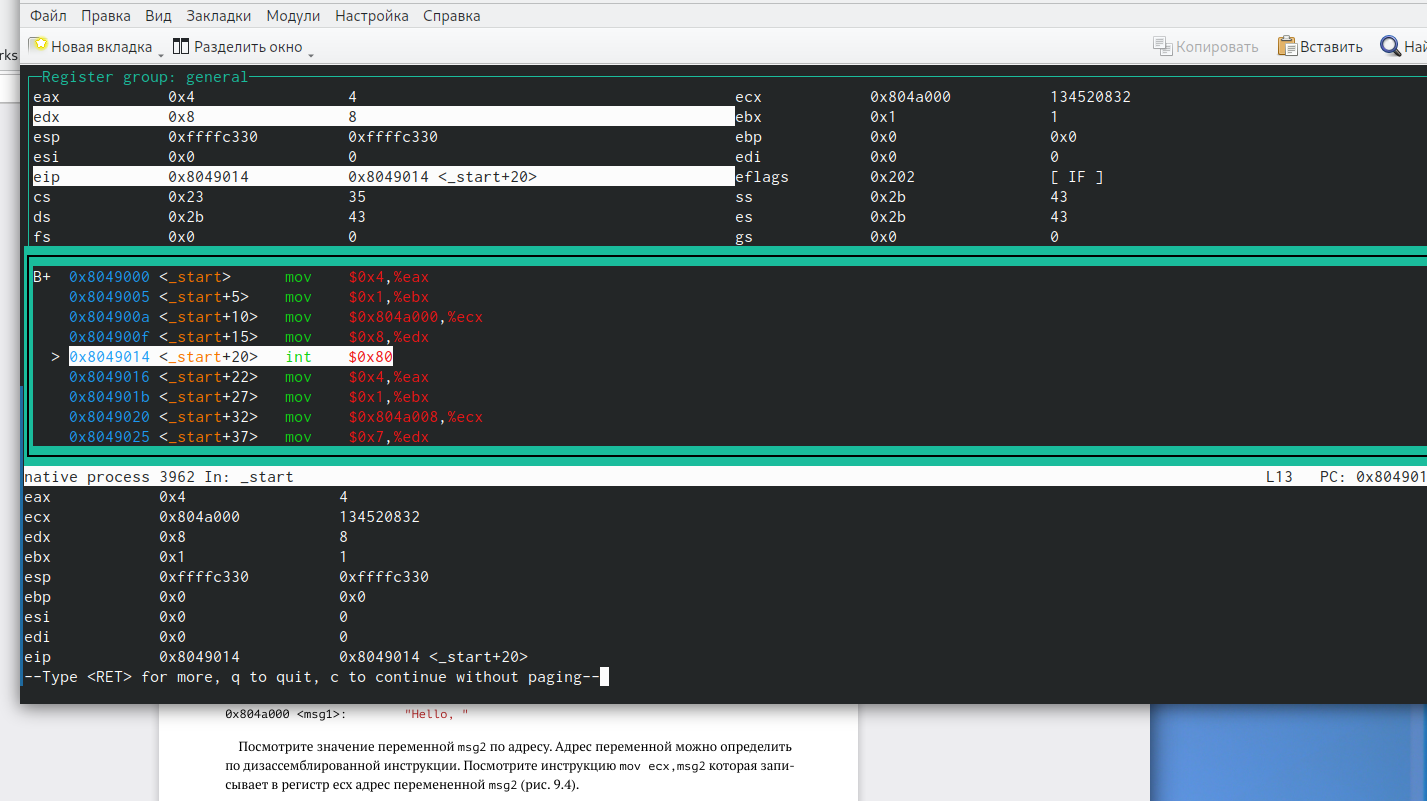 Файл Правка Вид Закладки Модули Настройка Справка
rks Новая вкладка Разделить окно Копировать Вставить Най
Register group: general
eax 0x4 4 ecx 0x804a000 134520832
edx 0x8 8 ebx 0x1 1
esp 0xffffc330 0xffffc330 ebp 0x0 0x0
esi 0x0 0 edi 0x0 0
eip 0x8049014 0x8049014 <_start+20> eflags 0x202 [ IF ]
cs 0x23 35 ss 0x2b 43
ds 0x2b 43 es 0x2b 43
fs 0x0 0 gs 0x0 0
B+ 0x8049000 <_start> mov $0x4,%eax
0x8049005 <_start+5> mov $0x1,%ebx
0x804900a <_start+10> mov $0x804a000,%ecx
0x804900f <_start+15> mov $0x8,%edx
> 0x8049014 <_start+20> int $0x80
0x8049016 <_start+22> mov $0x4,%eax
0x804901b <_start+27> mov $0x1,%ebx
0x8049020 <_start+32> mov $0x804a008,%ecx
0x8049025 <_start+37> mov $0x7,%edx
native process 3962 In: _start L13 PC: 0x804901
eax 0x4 4
ecx 0x804a000 134520832
edx 0x8 8
ebx 0x1 1
esp 0xffffc330 0xffffc330
ebp 0x0 0x0
esi 0x0 0
edi 0x0 0
eip 0x8049014 0x8049014 <_start+20>
--Type <RET> for more, q to quit, c to continue without paging--
0x804a000 <msg1>: "Hello, "
Посмотрите значение переменной msg2 по адресу. Адрес переменной можно определить
по дизассемблированной инструкции. Посмотрите инструкцию mov ecx,msg2 которая запи-
сывает в регистр ecx адрес перемененной msg2 (рис. 9.4).